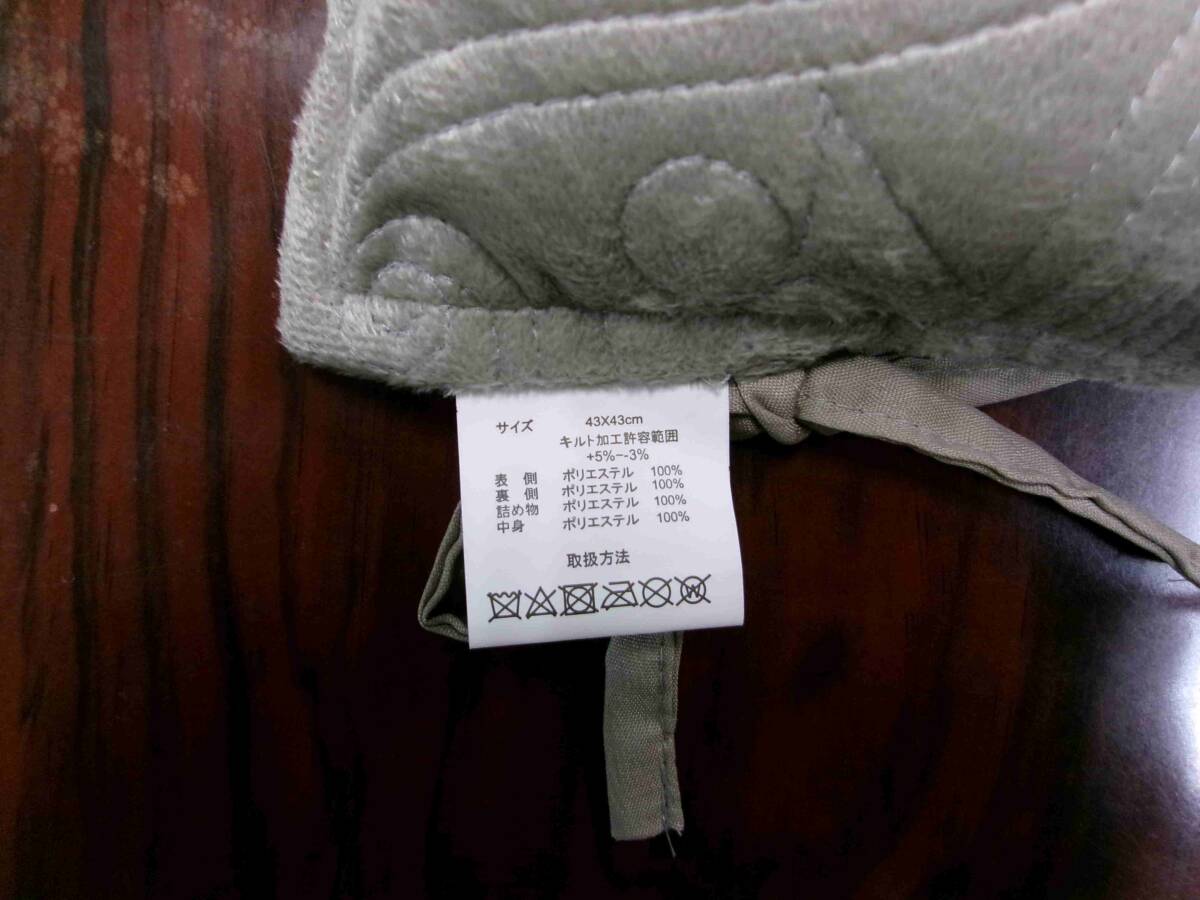 サイズ 43X43cm
キルト加工許容範囲
+5%−-3%
表 側 ポリエステル 100%
裏 側 ポリエステル 100%
詰め物 ポリエステル 100%
中身 ポリエステル 100%
取扱方法
W